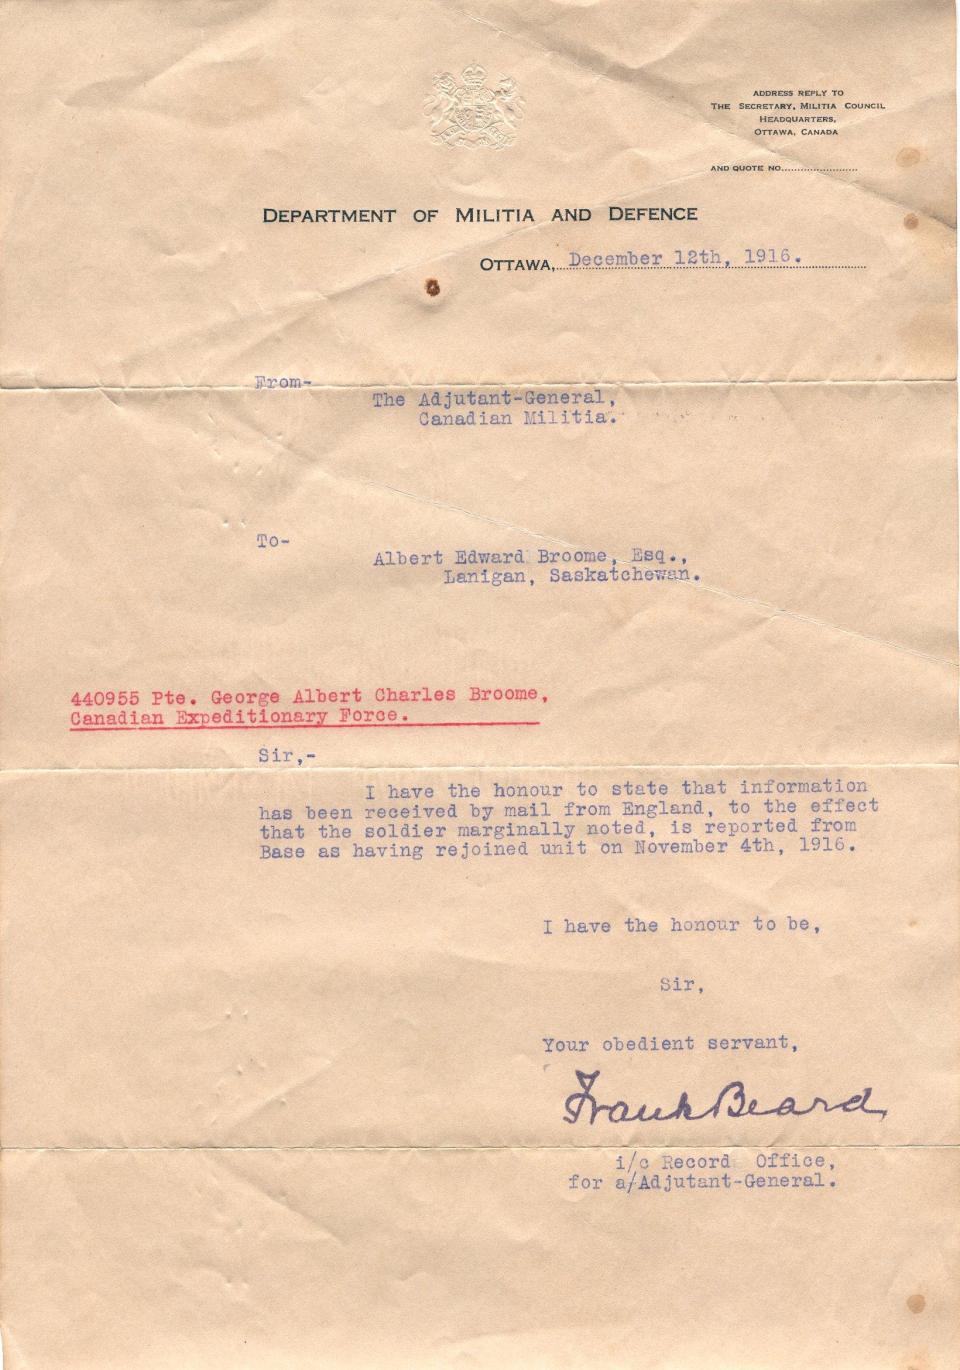 ADDRESS REPLY TO
THE SECRETARY, MILITIA COUNCIL
HEADQUARTERS,
OTTAWA, CANADA
AND QUOTE NO.......................
DEPARTMENT OF MILITIA AND DEFENCE
OTTAWA, December 12th, 1916.
From-
The Adjutant-General,
Canadian Militia.
To-
Albert Edward Broome, Esq.,
Lanigan, Saskatchewan.
440955 Pte. George Albert Charles Broome,
Canadian Expeditionary Force.
Sir,-
I have the honour to state that information
has been received by mail from England, to the effect
that the soldier marginally noted, is reported from
Base as having rejoined unit on November 4th, 1916.
I have the honour to be,
Sir,
Your obedient servant,
Frank Beard
i/c Record Office,
for a/Adjutant-General.